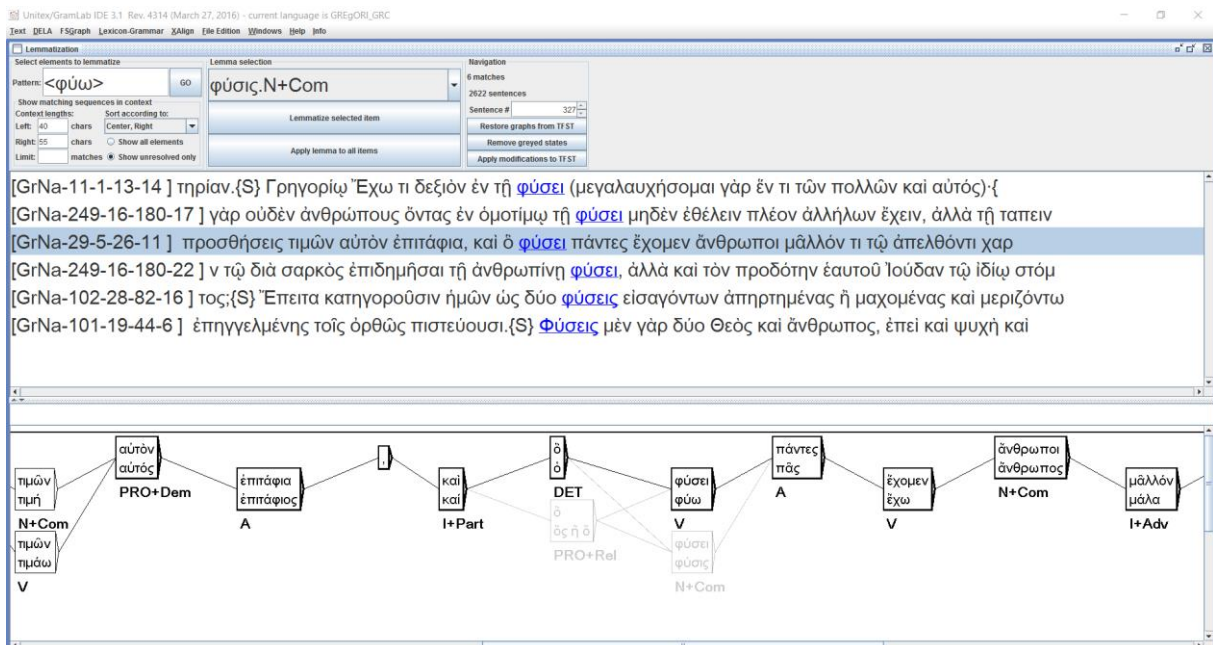 Unitex/GramLab IDE 3.1 Rev. 4314 (March 27, 2016) - current language is GREgORI_GRC
Text DELA FSGraph Lexicon-Grammar XAlign File Edition Windows Help Info
Lemmatization
Select elements to lemmatize
Pattern: <φύω> GO
Show matching sequences in context
Context lengths: Sort according to:
Left: 40 chars Center, Right
Right: 55 chars Show all elements
Limit: matches Show unresolved only
Lemma selection
φύσις.N+Com
Lemmatize selected item
Apply lemma to all items
Navigation
6 matches
2622 sentences
Sentence # 327
Restore graphs from TFST
Remove greyed states
Apply modifications to TFST
[GrNa-11-1-13-14 ] τηρίαν.{S} Γρηγορίῳ Ἔχω τι δεξιὸν ἐν τῇ φύσει (μεγαλαυχήσομαι γὰρ ἕν τι τῶν πολλῶν καὶ αὐτός)·{
[GrNa-249-16-180-17 ] γὰρ οὐδὲν ἀνθρώπους ὄντας ἐν ὁμοτίμῳ τῇ φύσει μηδὲν ἐθέλειν πλέον ἀλλήλων ἔχειν, ἀλλὰ τῇ ταπειν
[GrNa-29-5-26-11 ] προσθήσεις τιμῶν αὐτὸν ἐπιτάφια, καὶ ὃ φύσει πάντες ἔχομεν ἄνθρωποι μᾶλλόν τι τῷ ἀπελθόντι χαρ
[GrNa-249-16-180-22 ] ν τῷ διὰ σαρκὸς ἐπιδημῆσαι τῇ ἀνθρωπίνῃ φύσει, ἀλλὰ καὶ τὸν προδότην ἑαυτοῦ Ἰούδαν τῷ ἰδίῳ στόμ
[GrNa-102-28-82-16 ] τος;{S} Ἔπειτα κατηγοροῦσιν ἡμῶν ὡς δύο φύσεις εἰσαγόντων ἀπηρτημένας ἢ μαχομένας καὶ μεριζόντω
[GrNa-101-19-44-6 ] ἐπηγγελμένης τοῖς ὀρθῶς πιστεύουσι.{S} Φύσεις μὲν γὰρ δύο Θεὸς καὶ ἄνθρωπος, ἐπεὶ καὶ ψυχὴ καὶ
τιμῶν
τιμή
N+Com
τιμῶν
τιμάω
V
αὐτὸν
αὐτός
PRO+Dem
ἐπιτάφια
ἐπιτάφιος
A
,
καὶ
καί
I+Part
ὃ
ὁ
DET
ὃ
ὅς ἥ ὅ
PRO+Rel
φύσει
φύω
V
φύσει
φύσις
N+Com
πάντες
πᾶς
A
ἔχομεν
ἔχω
V
ἄνθρωποι
ἄνθρωπος
N+Com
μᾶλλόν
μάλα
I+Adv